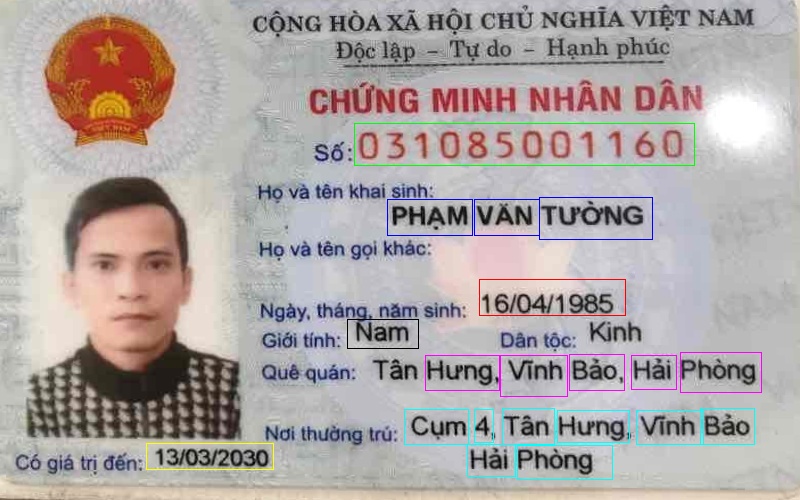 CỘNG HÒA XÃ HỘI CHỦ NGHĨA VIỆT NAM
Độc lập - Tự do - Hạnh phúc
CHỨNG MINH NHÂN DÂN
Số: 031085001160
Họ và tên khai sinh:
PHẠM VĂN TƯỜNG
Họ và tên gọi khác:
Ngày, tháng, năm sinh: 16/04/1985
Giới tính: Nam Dân tộc: Kinh
Quê quán: Tân Hưng, Vĩnh Bảo, Hải Phòng
Nơi thường trú: Cụm 4, Tân Hưng, Vĩnh Bảo
Hải Phòng
Có giá trị đến: 13/03/2030